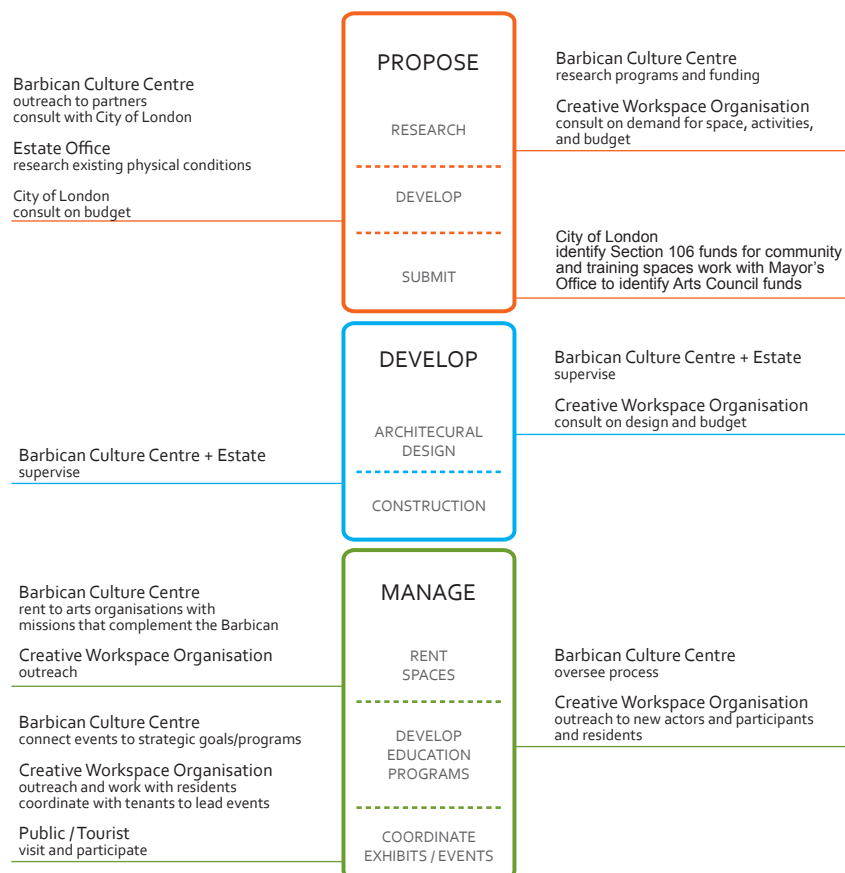 PROPOSE
RESEARCH
DEVELOP
SUBMIT
Barbican Culture Centre
outreach to partners
consult with City of London
Estate Office
research existing physical conditions
City of London
consult on budget
Barbican Culture Centre
research programs and funding
Creative Workspace Organisation
consult on demand for space, activities,
and budget
City of London
identify Section 106 funds for community
and training spaces work with Mayor's
Office to identify Arts Council funds
DEVELOP
ARCHITECURAL
DESIGN
CONSTRUCTION
Barbican Culture Centre + Estate
supervise
Barbican Culture Centre + Estate
supervise
Creative Workspace Organisation
consult on design and budget
MANAGE
RENT
SPACES
DEVELOP
EDUCATION
PROGRAMS
COORDINATE
EXHIBITS / EVENTS
Barbican Culture Centre
rent to arts organisations with
missions that complement the Barbican
Creative Workspace Organisation
outreach
Barbican Culture Centre
connect events to strategic goals/programs
Creative Workspace Organisation
outreach and work with residents
coordinate with tenants to lead events
Public / Tourist
visit and participate
Barbican Culture Centre
oversee process
Creative Workspace Organisation
outreach to new actors and participants
and residents